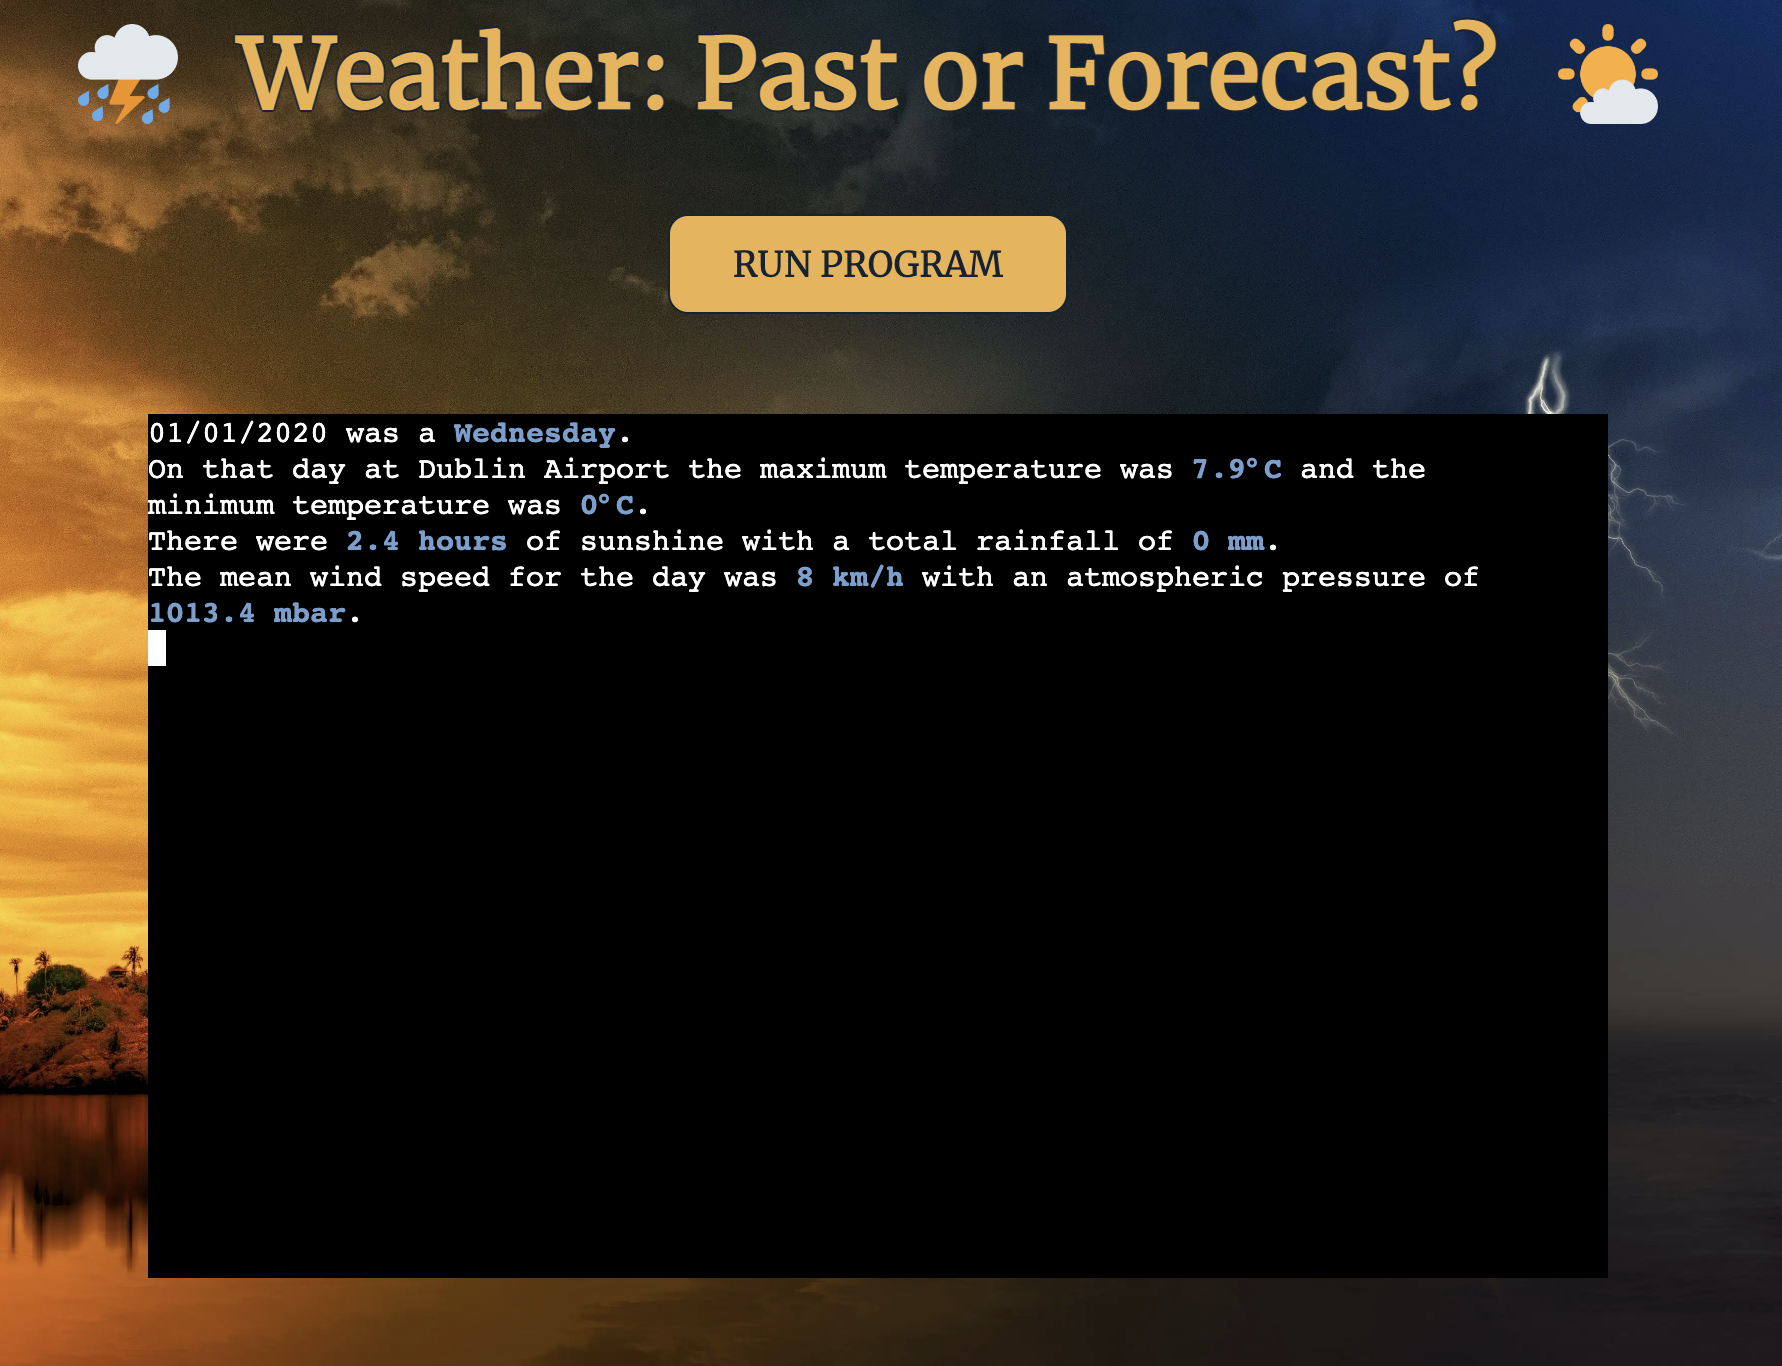 Weather: Past or Forecast?
RUN PROGRAM
01/01/2020 was a Wednesday.
On that day at Dublin Airport the maximum temperature was 7.9°C and the
minimum temperature was 0°C.
There were 2.4 hours of sunshine with a total rainfall of 0 mm.
The mean wind speed for the day was 8 km/h with an atmospheric pressure of
1013.4 mbar.